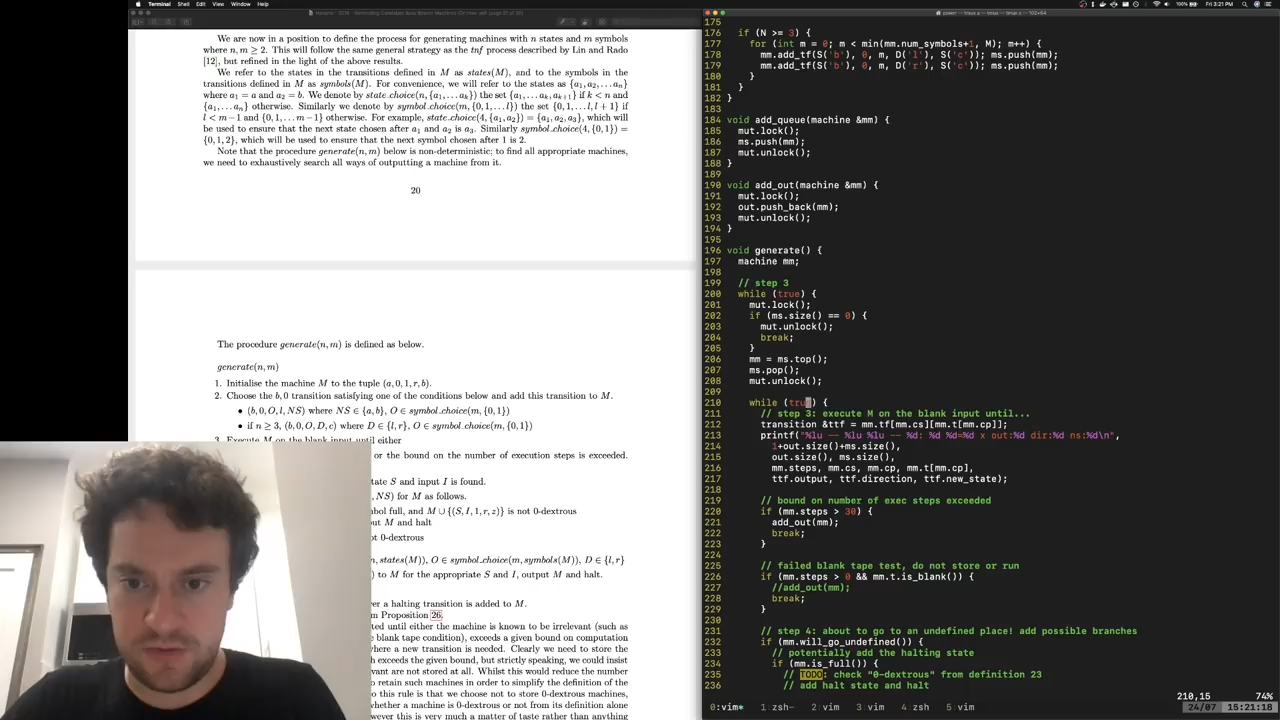 Terminal Shell Edit View Window Help
Fri 3:21 PM
We are now in a position to define the process for generating machines with n states and m symbols
where n, m ≥ 2. This will follow the same general strategy as the tnf process described by Lin and Rado
[12], but refined in the light of the above results.
We refer to the states in the transitions defined in M as states(M), and to the symbols in the
transitions defined in M as symbols(M). For convenience, we will refer to the states as {a₁, a₂, . . . aₙ}
where a₁ = a and a₂ = b. We denote by state_choice(n, {a₁, . . . aₖ}) the set {a₁, . . . aₖ, aₖ₊₁} if k < n and
{a₁, . . . aₙ} otherwise. Similarly we denote by symbol_choice(m, {0, 1, . . . l}) the set {0, 1, . . . l, l + 1} if
l < m−1 and {0, 1, . . . m−1} otherwise. For example, state_choice(4, {a₁, a₂}) = {a₁, a₂, a₃}, which will
be used to ensure that the next state chosen after a₁ and a₂ is a₃. Similarly symbol_choice(4, {0, 1}) =
{0, 1, 2}, which will be used to ensure that the next symbol chosen after 1 is 2.
Note that the procedure generate(n, m) below is non-deterministic; to find all appropriate machines,
we need to exhaustively search all ways of outputting a machine from it.
20
The procedure generate(n, m) is defined as below.
generate(n, m)
1. Initialise the machine M to the tuple (a, 0, 1, r, b).
2. Choose the b, 0 transition satisfying one of the conditions below and add this transition to M.
• (b, 0, O, l, NS) where NS ∈ {a, b}, O ∈ symbol_choice(m, {0, 1})
• if n ≥ 3, (b, 0, O, D, c) where D ∈ {l, r}, O ∈ symbol_choice(m, {0, 1})
3. Execute M on the blank input until either
or the bound on the number of execution steps is exceeded.
tate S and input I is found.
, NS) for M as follows.
mbol full, and M ∪ {(S, I, 1, r, z)} is not 0-dextrous
out M and halt
not 0-dextrous
n, states(M)), O ∈ symbol_choice(m, symbols(M)), D ∈ {l, r}
) to M for the appropriate S and I, output M and halt.
er a halting transition is added to M.
m Proposition 26.
ted until either the machine is known to be irrelevant (such as
e blank tape condition), exceeds a given bound on computation
where a new transition is needed. Clearly we need to store the
h exceeds the given bound, but strictly speaking, we could insist
vant are not stored at all. Whilst this would reduce the number
to retain such machines in order to simplify the definition of the
o this rule is that we choose not to store 0-dextrous machines,
whether a machine is 0-dextrous or not from its definition alone
wever this is very much a matter of taste rather than anything
175
176 if (N >= 3) {
177 for (int m = 0; m < min(mm.num_symbols+1, M); m++) {
178 mm.add_tf(S('b'), 0, m, D('l'), S('c'); ms.push(mm);
179 mm.add_tf(S('b'), 0, m, D('r'), S('c'); ms.push(mm);
180 }
181 }
182 }
183
184 void add_queue(machine &mm) {
185 mut.lock();
186 ms.push(mm);
187 mut.unlock();
188 }
189
190 void add_out(machine &mm) {
191 mut.lock();
192 out.push_back(mm);
193 mut.unlock();
194 }
195
196 void generate() {
197 machine mm;
198
199 // step 3
200 while (true) {
201 mut.lock();
202 if (ms.size() == 0) {
203 mut.unlock();
204 break;
205 }
206 mm = ms.top();
207 ms.pop();
208 mut.unlock();
209
210 while (true) {
211 // step 3: execute M on the blank input until...
212 transition &ttf = mm.tf[mm.cs][mm.t[mm.cp]];
213 printf("%lu -- %lu %lu -- %d: %d %d=%d x out:%d dir:%d ns:%d\n",
214 1+out.size()+ms.size(),
215 out.size(), ms.size(),
216 mm.steps, mm.cs, mm.cp, mm.t[mm.cp],
217 ttf.output, ttf.direction, ttf.new_state);
218
219 // bound on number of exec steps exceeded
220 if (mm.steps > 30) {
221 add_out(mm);
222 break;
223 }
224
225 // failed blank tape test, do not store or run
226 if (mm.steps > 0 && mm.t.is_blank()) {
227 //add_out(mm);
228 break;
229 }
230
231 // step 4: about to go to an undefined place! add possible branches
232 if (mm.will_go_undefined()) {
233 // potentially add the halting state
234 if (mm.is_full()) {
235 // TODO: check "0-dextrous" from definition 23
236 // add halt state and halt
210,15 74%
0:vim* 1:zsh- 2:vim 3:vim 4:zsh 5:vim 24/07 15:21:18